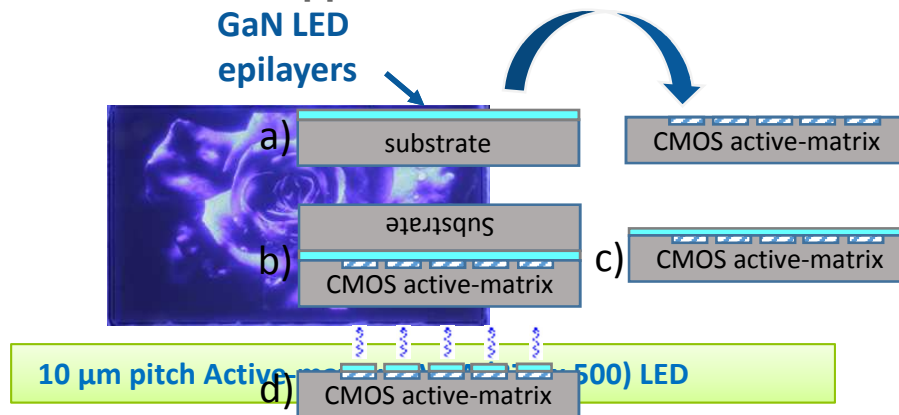 GaN LED
epilayers
a)
substrate
CMOS active-matrix
Substrate
b)
CMOS active-matrix
c)
CMOS active-matrix
10 µm pitch Active-500) LED
d)
CMOS active-matrix